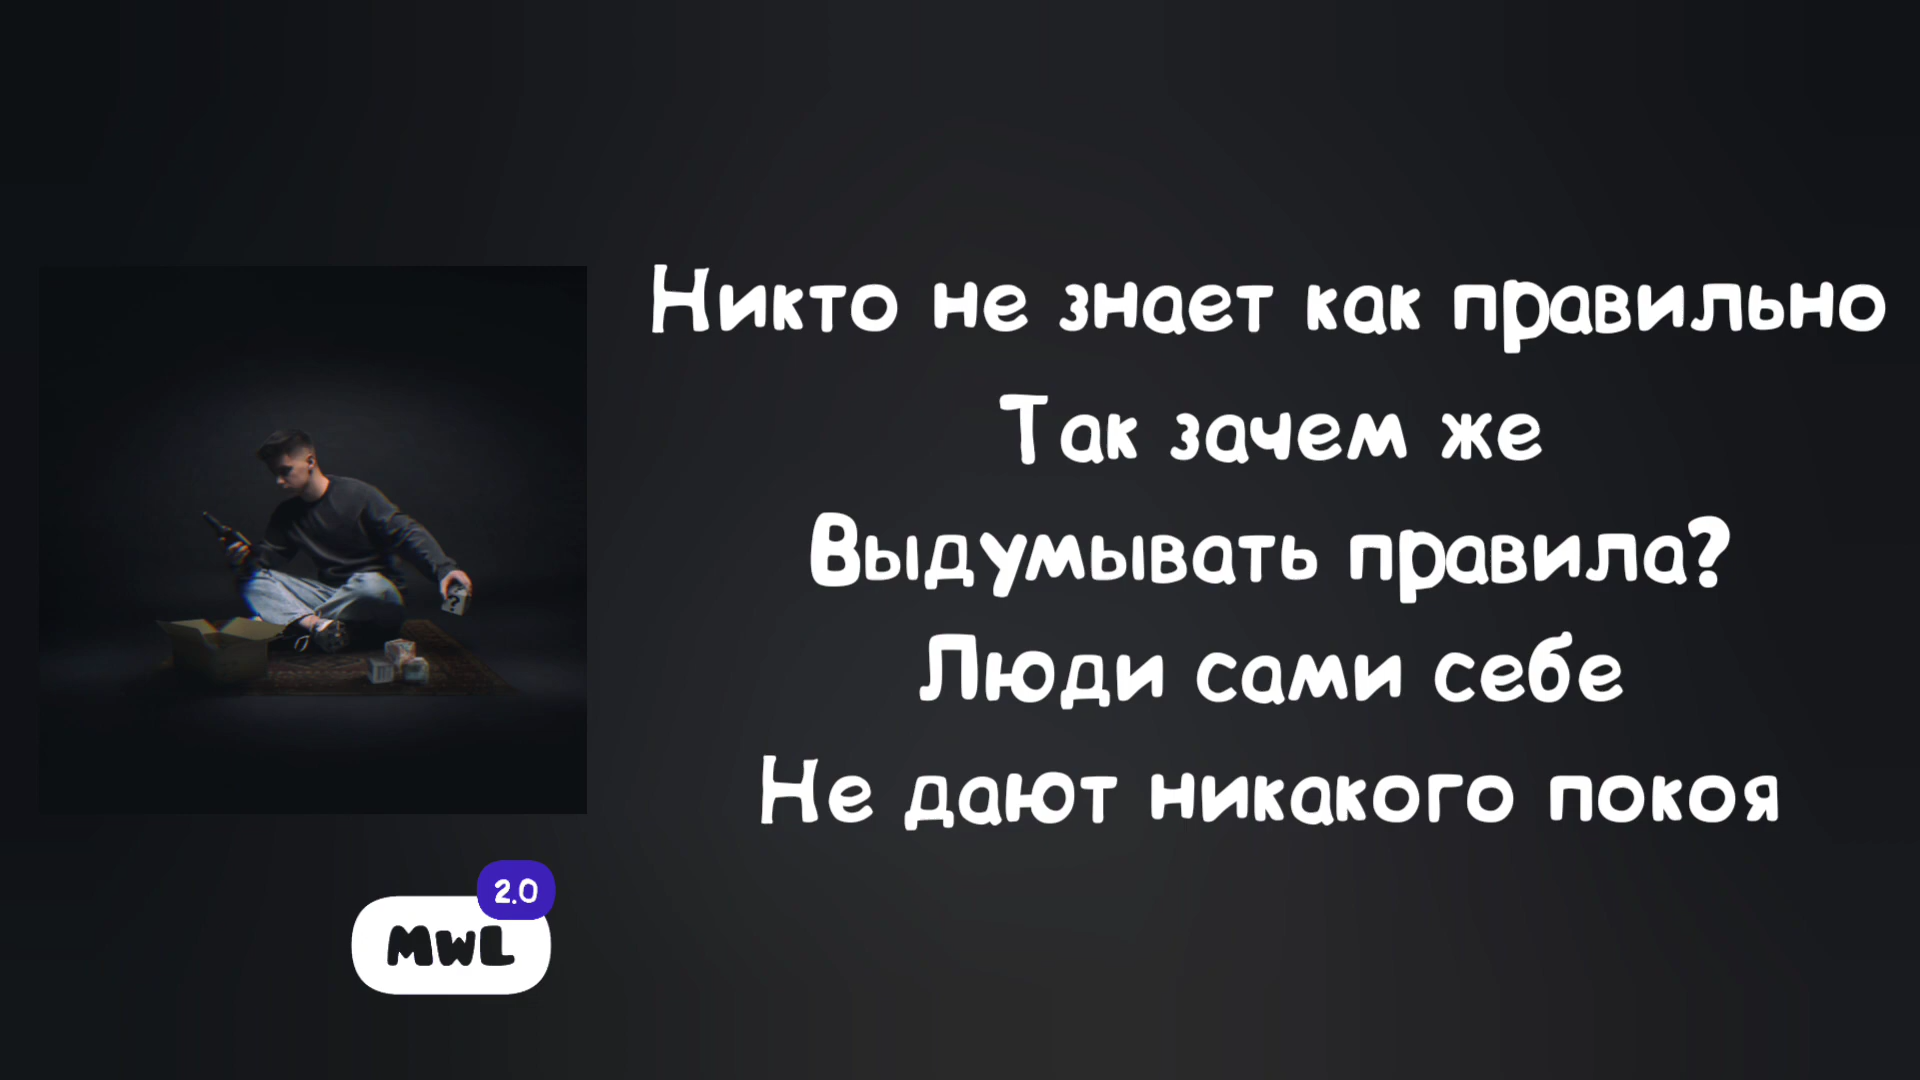 Никто не знает как правильно
Так зачем же
Выдумывать правила?
Люди сами себе
Не дают никакого покоя
?
2.0
MWL